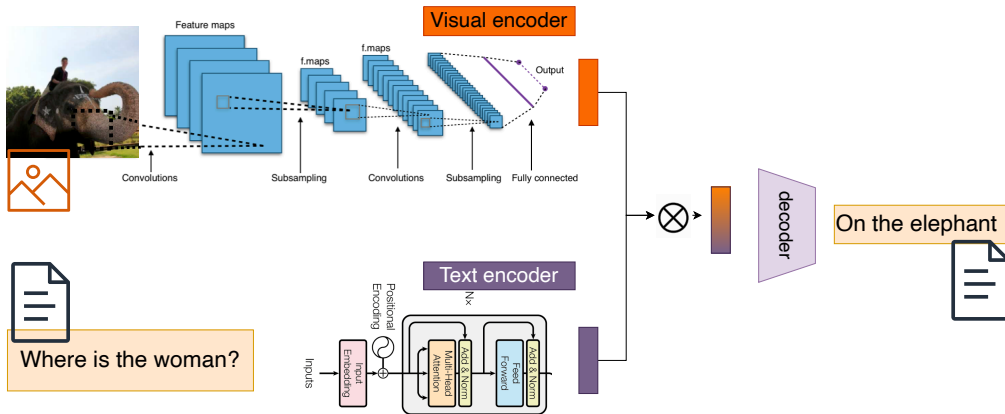 Visual encoder
Feature maps
f.maps
f.maps
Output
Convolutions
Subsampling
Convolutions
Subsampling
Fully connected
decoder
On the elephant
Text encoder
N×
Positional
Encoding
Where is the woman?
Inputs
Input
Embedding
Multi-Head
Attention
Add & Norm
Feed
Forward
Add & Norm